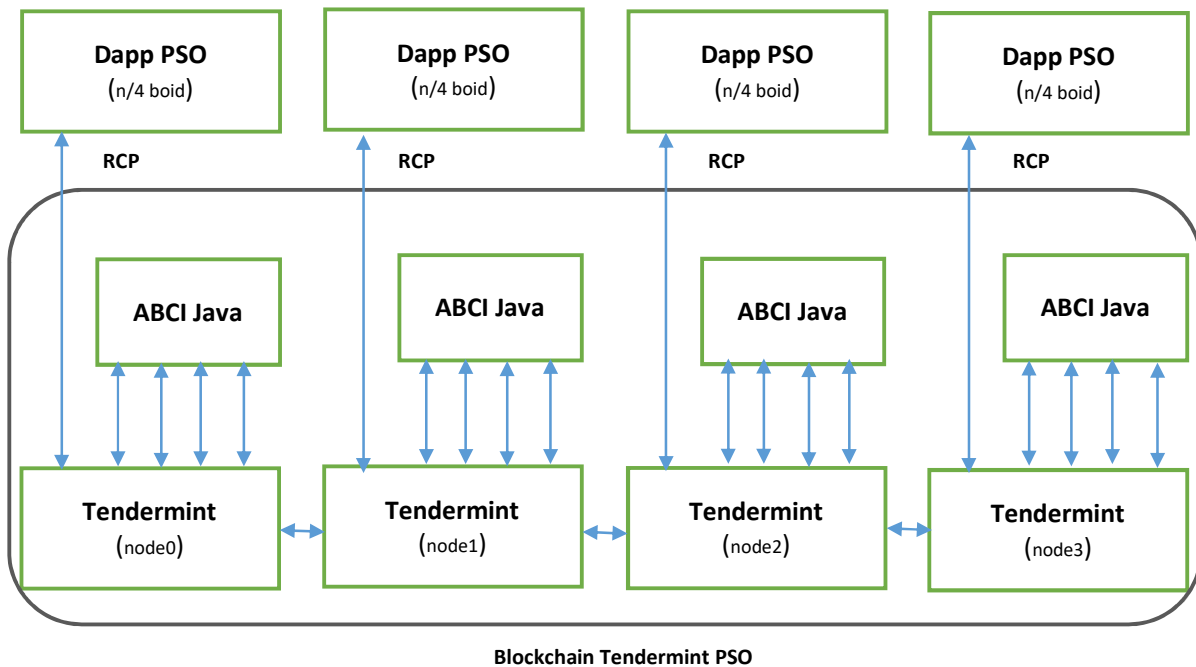 Dapp PSO
(n/4 boid)
Dapp PSO
(n/4 boid)
Dapp PSO
(n/4 boid)
Dapp PSO
(n/4 boid)
RCP
RCP
RCP
RCP
ABCI Java
ABCI Java
ABCI Java
ABCI Java
Tendermint
(node0)
Tendermint
(node1)
Tendermint
(node2)
Tendermint
(node3)
Blockchain Tendermint PSO